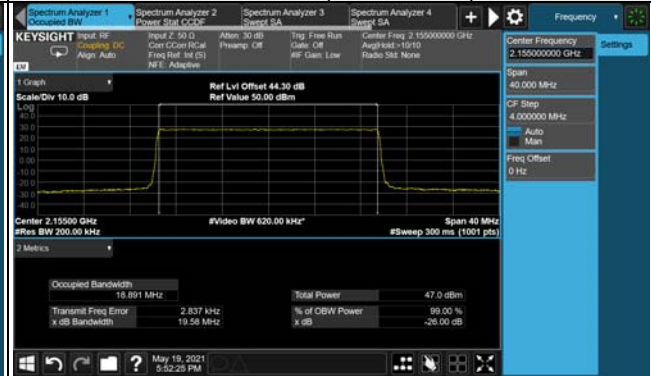 Spectrum Analyzer 1
Occupied BW
Spectrum Analyzer 2
Power Stat CCDF
Spectrum Analyzer 3
Swept SA
Spectrum Analyzer 4
Swept SA
Frequency
KEYSIGHT
Input: RF
Coupling: DC
Align: Auto
Input Z: 50 Ω
Corr CCorr RCal
Freq Ref: Int (S)
NFE: Adaptive
Atten: 30 dB
Preamp: Off
Trig: Free Run
Gate: Off
#IF Gain: Low
Center Freq: 2.155000000 GHz
Avg|Hold:>10/10
Radio Std: None
Center Frequency
2.155000000 GHz
Settings
Span
40.000 MHz
CF Step
4.000000 MHz
Auto
Man
Freq Offset
0 Hz
1 Graph
Scale/Div 10.0 dB
Ref Lvl Offset 44.30 dB
Ref Value 50.00 dBm
Log
40.0
30.0
20.0
10.0
0.00
-10.0
-20.0
-30.0
-40.0
Center 2.15500 GHz
#Res BW 200.00 kHz
#Video BW 620.00 kHz*
Span 40 MHz
#Sweep 300 ms (1001 pts)
2 Metrics
Occupied Bandwidth
16.891 MHz
Total Power 47.0 dBm
Transmit Freq Error 2.837 kHz
% of OBW Power 99.00 %
x dB Bandwidth 19.58 MHz
x dB -26.00 dB
May 19, 2021
5:52:25 PM